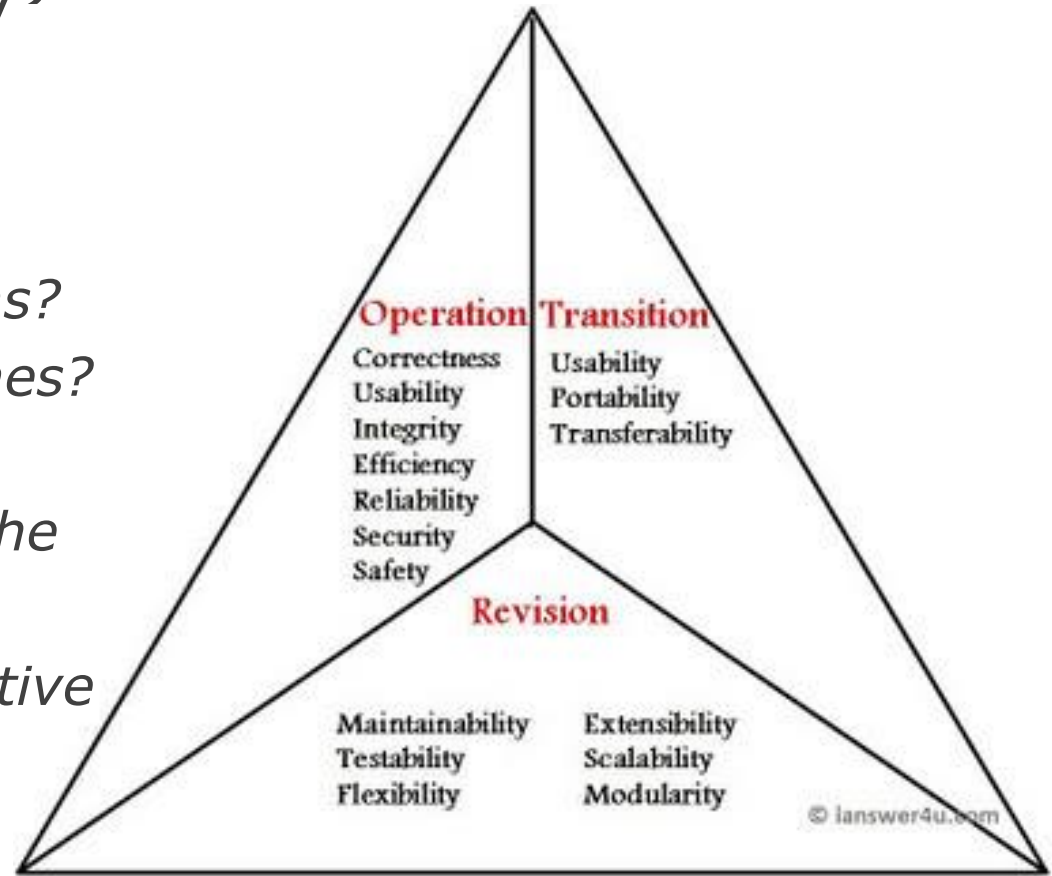 s?
es?
he
tive
Operation
Correctness
Usability
Integrity
Efficiency
Reliability
Security
Safety
Transition
Usability
Portability
Transferability
Revision
Maintainability
Testability
Flexibility
Extensibility
Scalability
Modularity
© ianswer4u.com